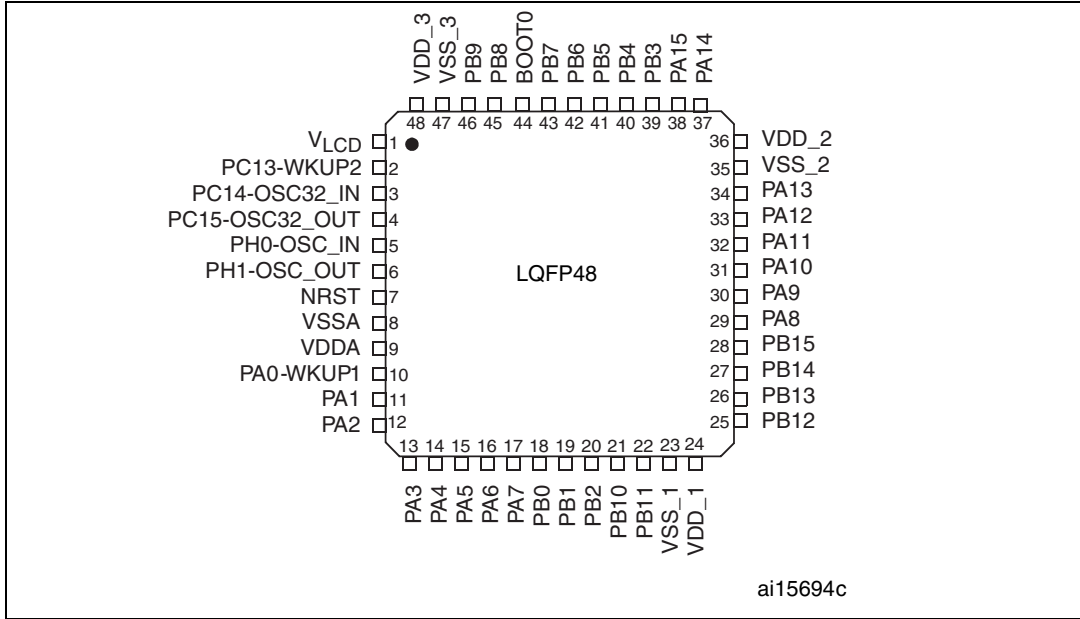 VDD_3
VSS_3
PB9
PB8
BOOT0
PB7
PB6
PB5
PB4
PB3
PA15
PA14
48 47 46 45 44 43 42 41 40 39 38 37
VLCD 1
PC13-WKUP2 2
PC14-OSC32_IN 3
PC15-OSC32_OUT 4
PH0-OSC_IN 5
PH1-OSC_OUT 6
NRST 7
VSSA 8
VDDA 9
PA0-WKUP1 10
PA1 11
PA2 12
LQFP48
36 VDD_2
35 VSS_2
34 PA13
33 PA12
32 PA11
31 PA10
30 PA9
29 PA8
28 PB15
27 PB14
26 PB13
25 PB12
13 14 15 16 17 18 19 20 21 22 23 24
PA3
PA4
PA5
PA6
PA7
PB0
PB1
PB2
PB10
PB11
VSS_1
VDD_1
ai15694c